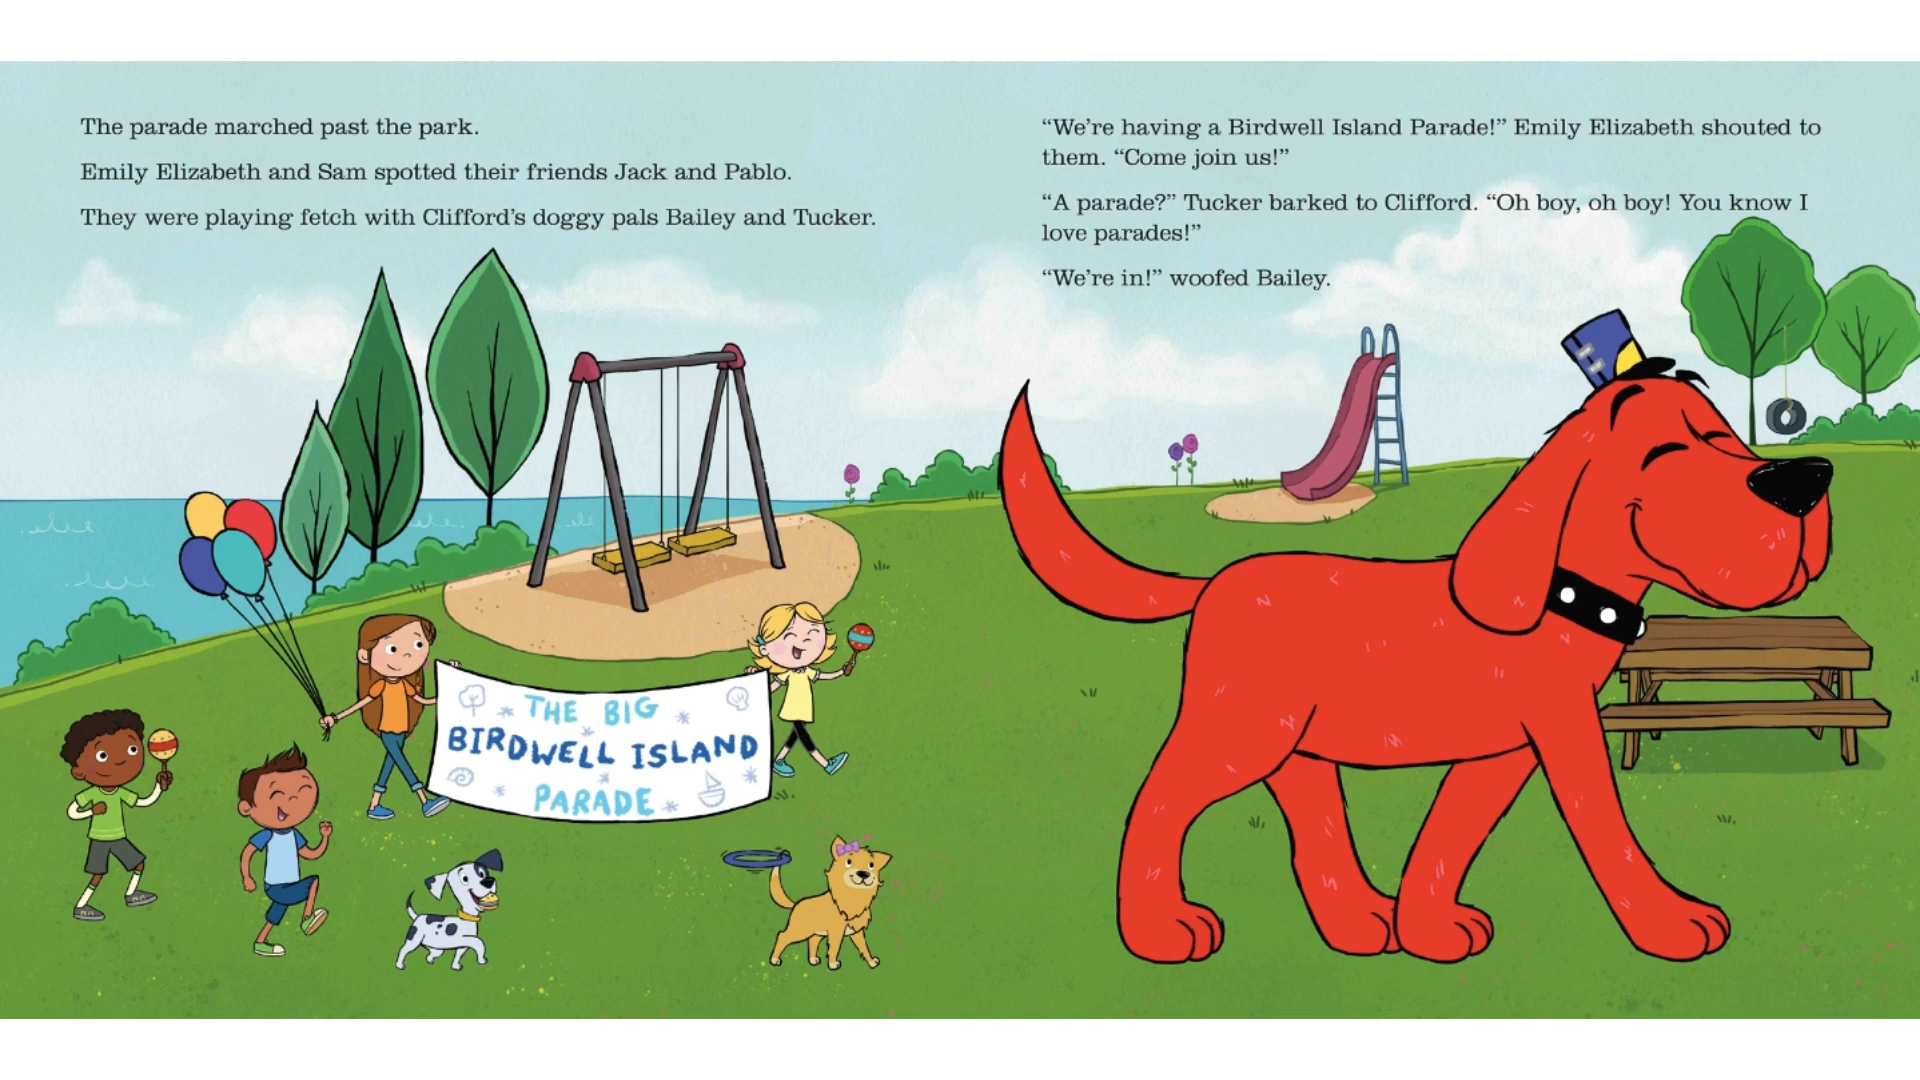 The parade marched past the park.
Emily Elizabeth and Sam spotted their friends Jack and Pablo.
They were playing fetch with Clifford’s doggy pals Bailey and Tucker.
“We’re having a Birdwell Island Parade!” Emily Elizabeth shouted to
them. “Come join us!”
“A parade?” Tucker barked to Clifford. “Oh boy, oh boy! You know I
love parades!”
“We’re in!” woofed Bailey.
THE BIG
BIRDWELL ISLAND
PARADE